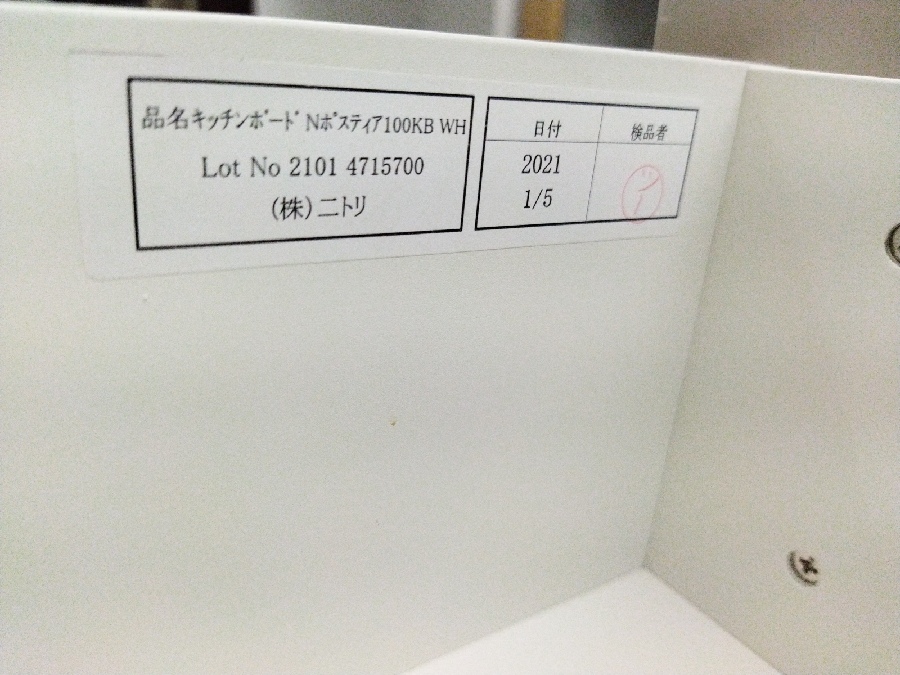 品名キッチンボード Nポスティア100KB WH
Lot No 2101 4715700
(株)ニトリ
日付
検品者
2021
1/5